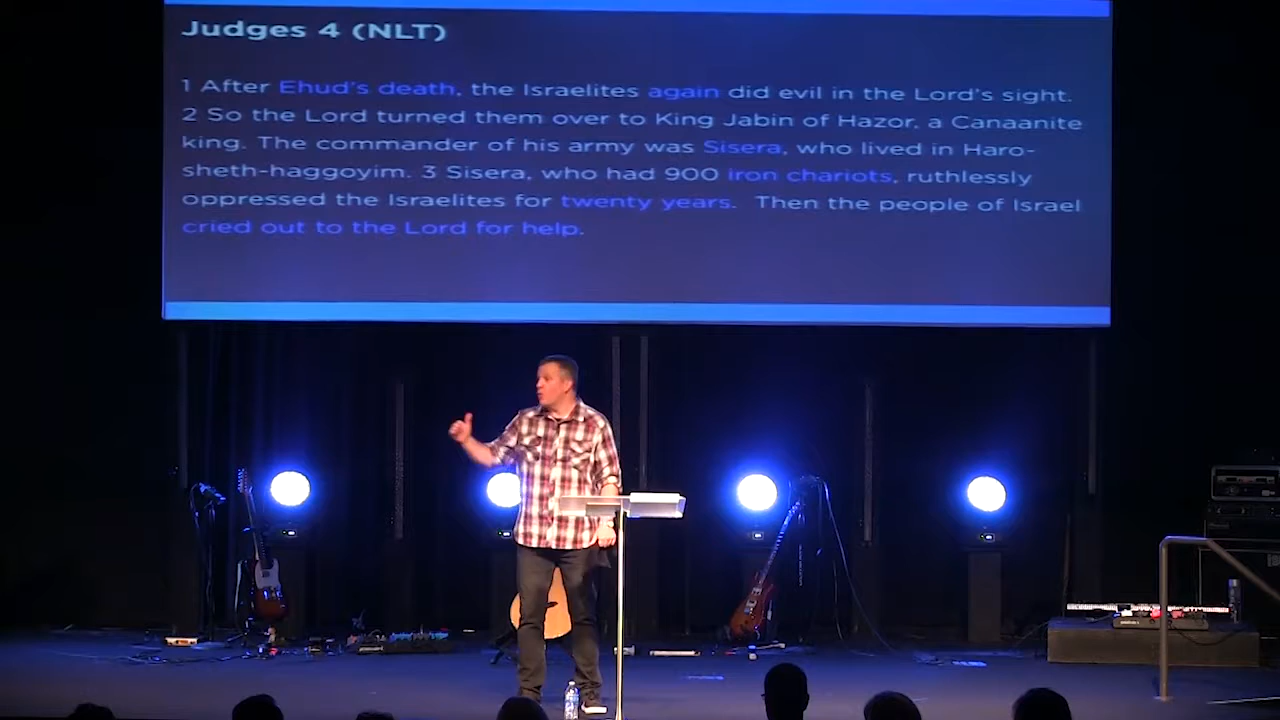 Judges 4 (NLT)
1 After Ehud's death, the Israelites again did evil in the Lord's sight.
2 So the Lord turned them over to King Jabin of Hazor, a Canaanite
king. The commander of his army was Sisera, who lived in Haro-
sheth-haggoyim. 3 Sisera, who had 900 iron chariots, ruthlessly
oppressed the Israelites for twenty years. Then the people of Israel
cried out to the Lord for help.